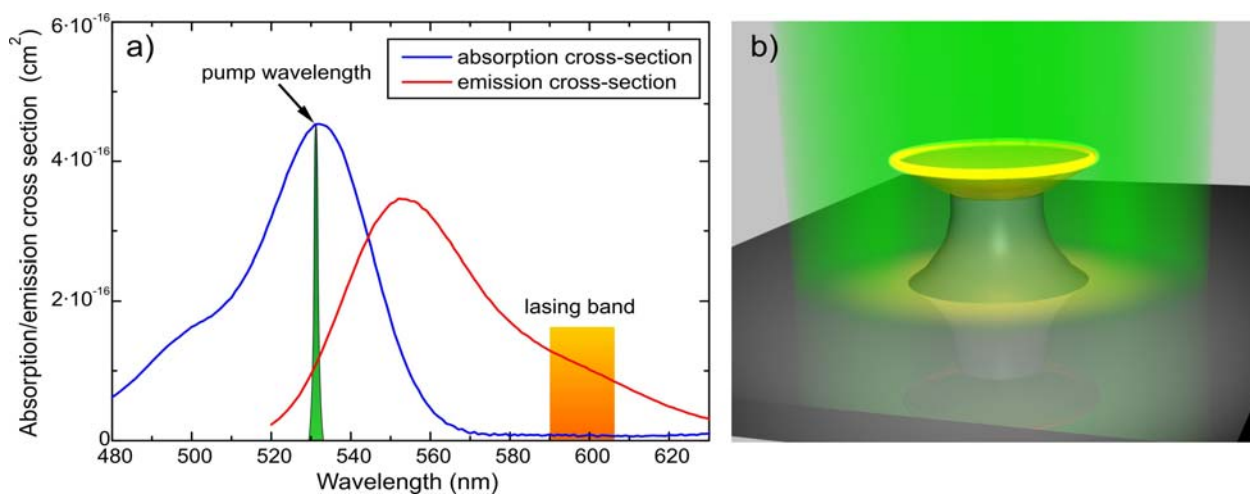 a)
absorption cross-section
emission cross-section
pump wavelength
lasing band
Absorption/emission cross section (cm²)
6·10⁻¹⁶
4·10⁻¹⁶
2·10⁻¹⁶
0
480 500 520 540 560 580 600 620
Wavelength (nm)
b)